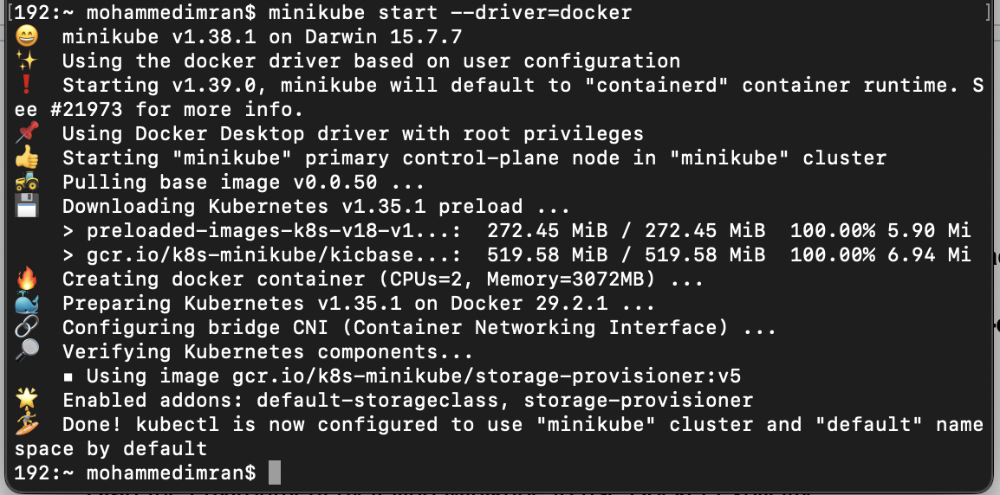 [192:~ mohammedimran$ minikube start --driver=docker ]
😄 minikube v1.38.1 on Darwin 15.7.7
✨ Using the docker driver based on user configuration
❗ Starting v1.39.0, minikube will default to "containerd" container runtime. S
ee #21973 for more info.
📌 Using Docker Desktop driver with root privileges
👍 Starting "minikube" primary control-plane node in "minikube" cluster
🚜 Pulling base image v0.0.50 ...
💾 Downloading Kubernetes v1.35.1 preload ...
> preloaded-images-k8s-v18-v1...: 272.45 MiB / 272.45 MiB 100.00% 5.90 Mi
> gcr.io/k8s-minikube/kicbase...: 519.58 MiB / 519.58 MiB 100.00% 6.94 Mi
🔥 Creating docker container (CPUs=2, Memory=3072MB) ...
🐳 Preparing Kubernetes v1.35.1 on Docker 29.2.1 ...
🔗 Configuring bridge CNI (Container Networking Interface) ...
🔎 Verifying Kubernetes components...
▪ Using image gcr.io/k8s-minikube/storage-provisioner:v5
🌟 Enabled addons: default-storageclass, storage-provisioner
🏄 Done! kubectl is now configured to use "minikube" cluster and "default" name
space by default
192:~ mohammedimran$